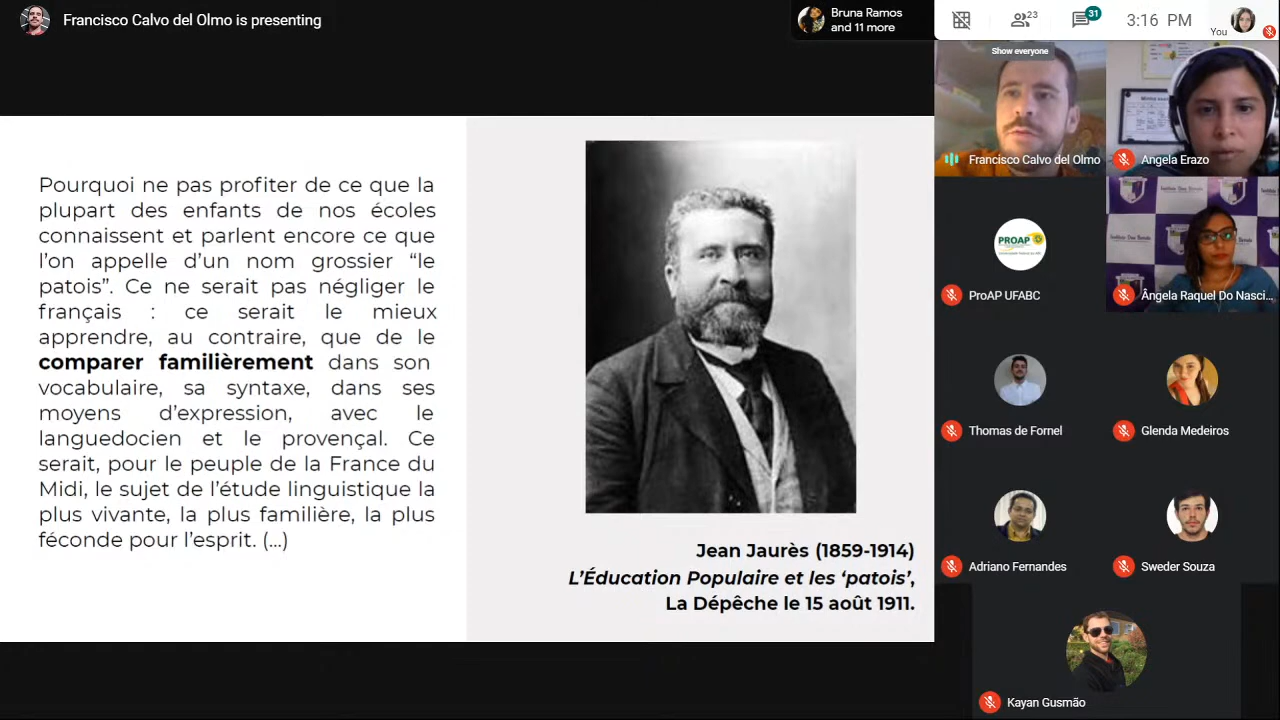 Francisco Calvo del Olmo is presenting
Bruna Ramos
and 11 more
23
31
3:16 PM
You
Show everyone
Francisco Calvo del Olmo
Angela Erazo
PROAP
ProAP UFABC
Ângela Raquel Do Nasci...
Thomas de Fornel
Glenda Medeiros
Adriano Fernandes
Sweder Souza
Kayan Gusmão
Pourquoi ne pas profiter de ce que la
plupart des enfants de nos écoles
connaissent et parlent encore ce que
l’on appelle d’un nom grossier “le
patois”. Ce ne serait pas négliger le
français : ce serait le mieux
apprendre, au contraire, que de le
comparer familièrement dans son
vocabulaire, sa syntaxe, dans ses
moyens d’expression, avec le
languedocien et le provençal. Ce
serait, pour le peuple de la France du
Midi, le sujet de l’étude linguistique la
plus vivante, la plus familière, la plus
féconde pour l’esprit. (…)
Jean Jaurès (1859-1914)
L’Éducation Populaire et les ‘patois’,
La Dépêche le 15 août 1911.